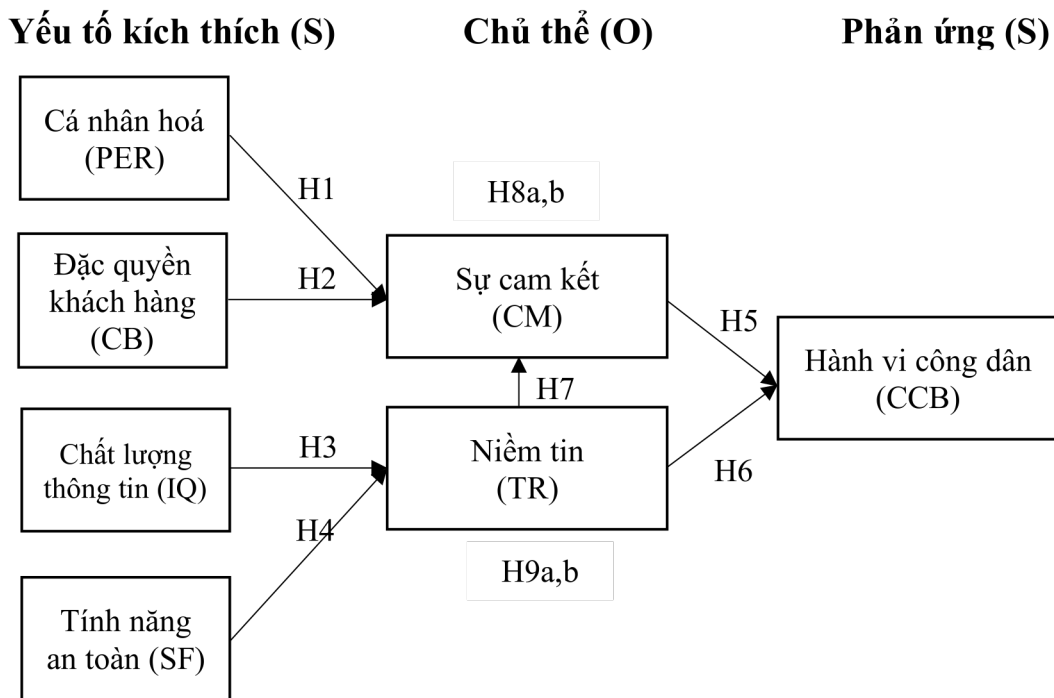 Yếu tố kích thích (S)
Chủ thể (O)
Phản ứng (S)
Cá nhân hoá
(PER)
H1
H8a,b
Đặc quyền
khách hàng
(CB)
H2
Sự cam kết
(CM)
H5
Hành vi công dân
(CCB)
H7
Chất lượng
thông tin (IQ)
H3
Niềm tin
(TR)
H6
H4
H9a,b
Tính năng
an toàn (SF)